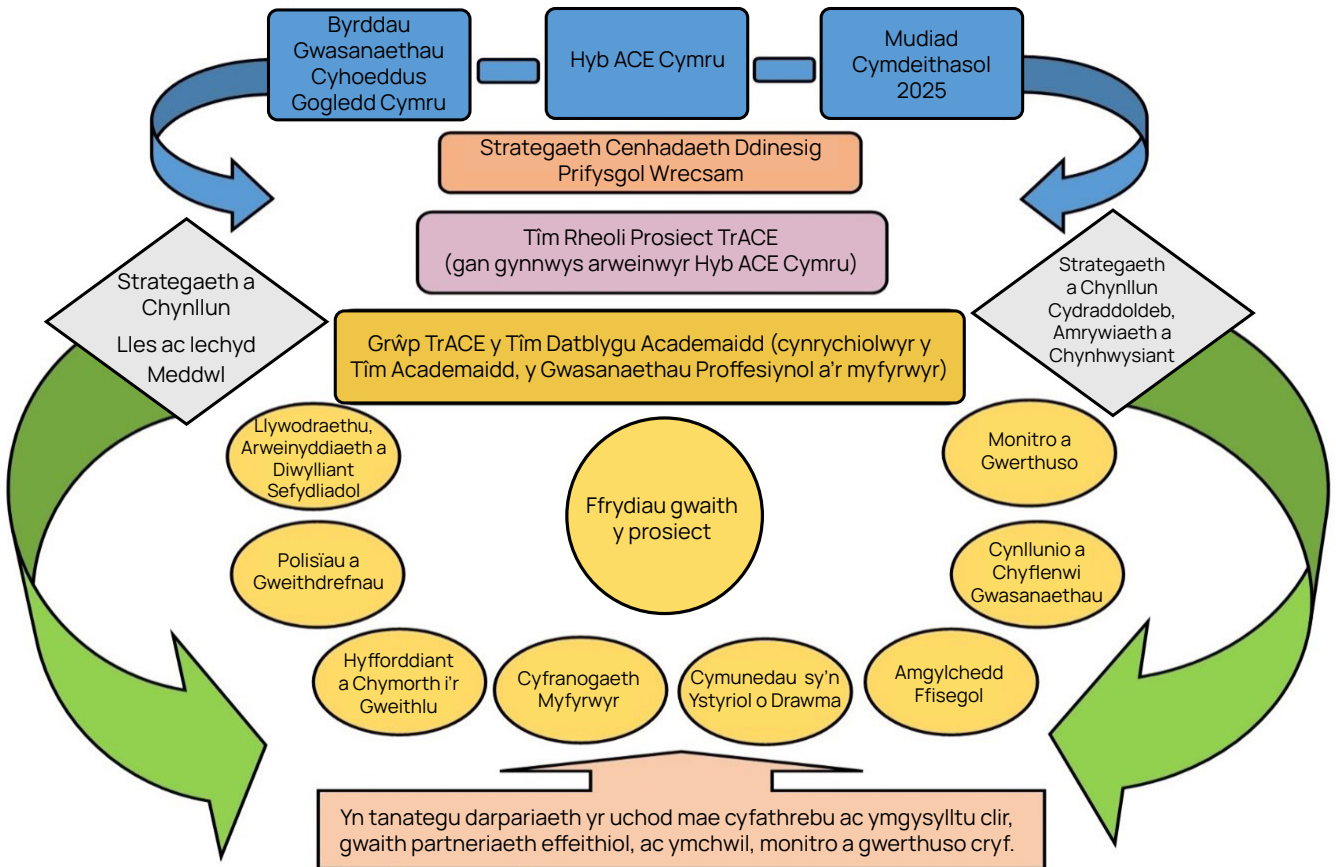 Byrddau
Gwasanaethau
Cyhoeddus
Gogledd Cymru
Hyb ACE Cymru
Mudiad
Cymdeithasol
2025
Strategaeth Cenhadaeth Ddinesig
Prifysgol Wrecsam
Tîm Rheoli Prosiect TrACE
(gan gynnwys arweinwyr Hyb ACE Cymru)
Strategaeth a
Chynllun
Lles ac Iechyd
Meddwl
Strategaeth
a Chynllun
Cydraddoldeb,
Amrywiaeth a
Chynhwysiant
Grŵp TrACE y Tîm Datblygu Academaidd (cynrychiolwyr y
Tîm Academaidd, y Gwasanaethau Proffesiynol a'r myfyrwyr)
Llywodraethu,
Arweinyddiaeth a
Diwylliant
Sefydliadol
Monitro a
Gwerthuso
Ffrydiau gwaith
y prosiect
Polisïau a
Gweithdrefnau
Cynllunio a
Chyflenwi
Gwasanaethau
Hyfforddiant
a Chymorth i'r
Gweithlu
Cyfranogaeth
Myfyrwyr
Cymunedau sy'n
Ystyriol o Drawma
Amgylchedd
Ffisegol
Yn tanategu darpariaeth yr uchod mae cyfathrebu ac ymgysylltu clir,
gwaith partneriaeth effeithiol, ac ymchwil, monitro a gwerthuso cryf.